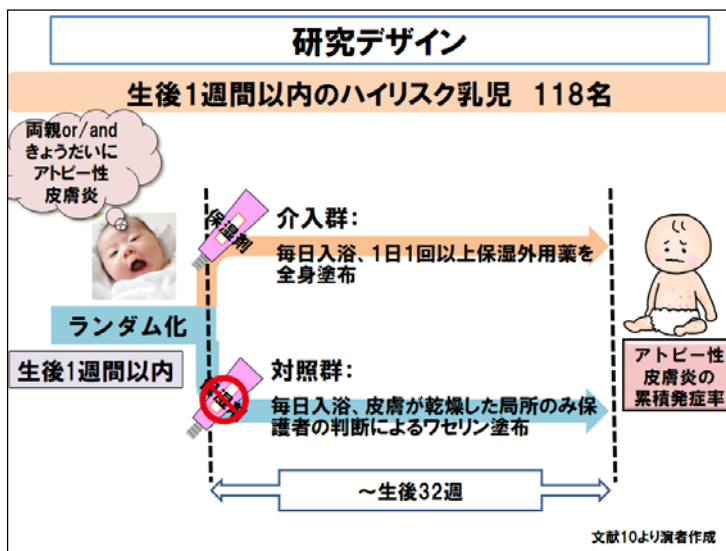 研究デザイン
生後1週間以内のハイリスク乳児 118名
両親or/and
きょうだいに
アトピー性
皮膚炎
保湿剤
介入群:
毎日入浴、1日1回以上保湿外用薬を
全身塗布
ランダム化
生後1週間以内
対照群:
毎日入浴、皮膚が乾燥した局所のみ保
護者の判断によるワセリン塗布
アトピー性
皮膚炎の
累積発症率
~生後32週
文献10より演者作成